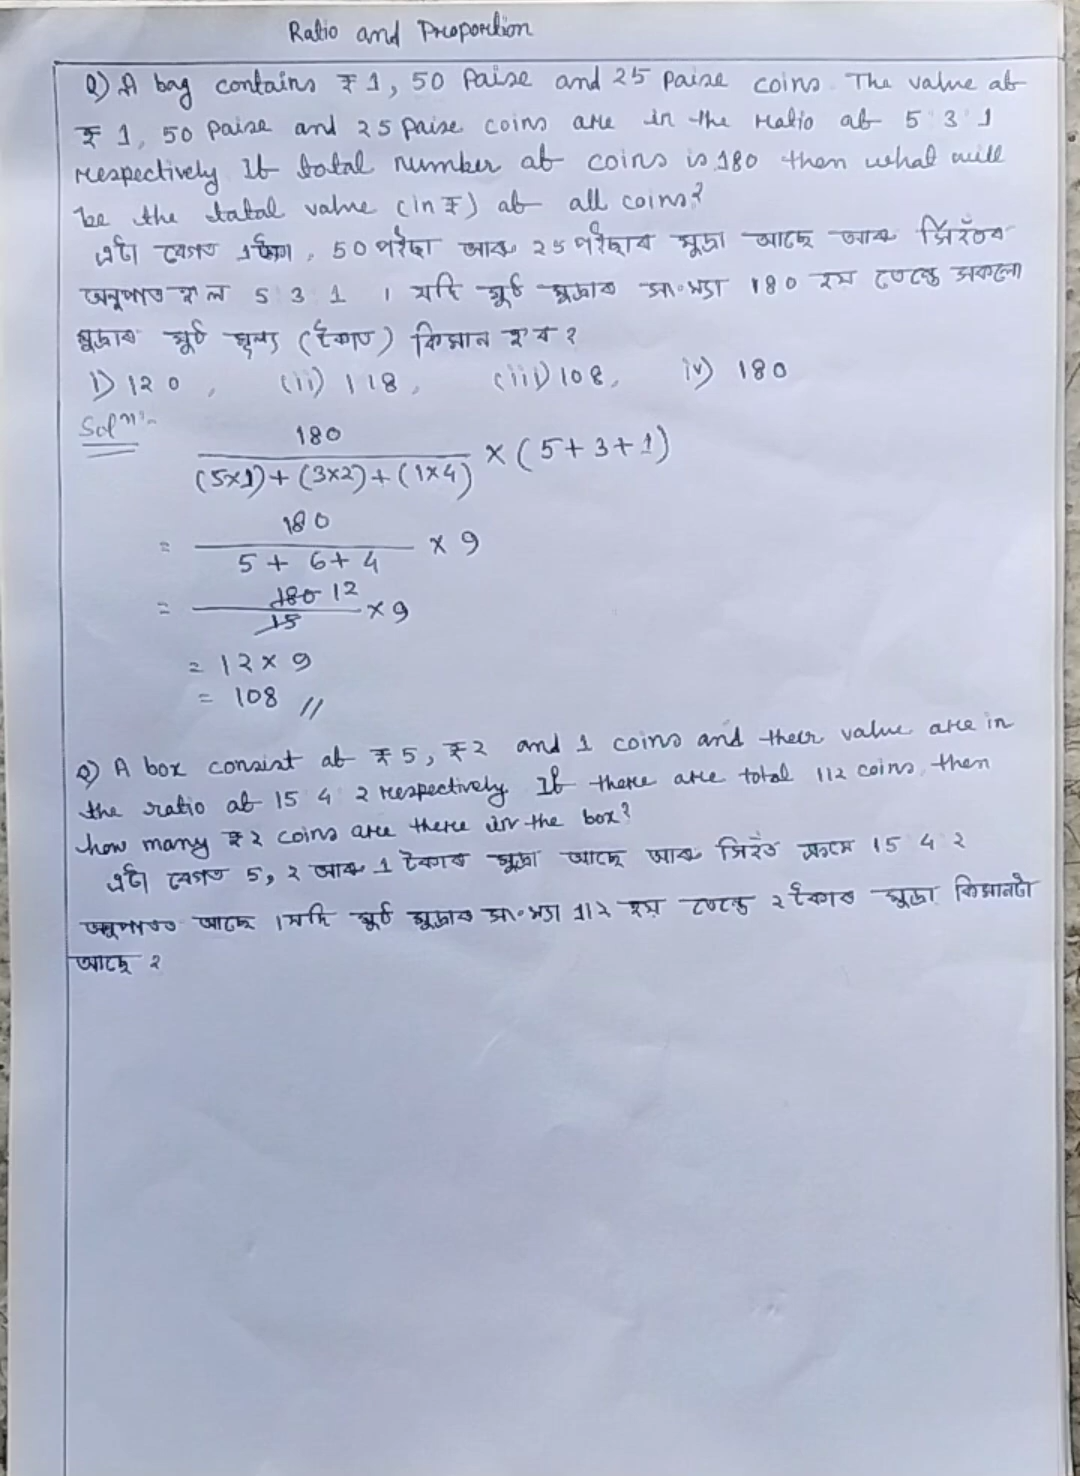 Ratio and Proportion
Q) A bag contains ₹ 1, 50 Paise and 25 paise coins. The value of
₹ 1, 50 paise and 25 paise coins are in the ratio of 5 3 1
respectively. If total number of coins is 180 then what will
be the total value (in ₹) of all coins?
এটা বেগত 1টকা, 50 পইছা আৰু 25 পইছাৰ মুদ্ৰা আছে আৰু সিহঁতৰ
অনুপাত হ'ল 5 3 1 । যদি মুঠ মুদ্ৰাৰ সংখ্যা 180 হয় তেন্তে সকলো
মুদ্ৰাৰ মুঠ মূল্য (টকাত) কিমান হ'ব ?
i) 120, (ii) 118, (iii) 108, iv) 180
Solⁿ:-
180
(5×1)+(3×2)+(1×4) × (5+3+1)
180
= 5 + 6 + 4 × 9
180 12
= 15 × 9
= 12 × 9
= 108 //
Q) A box consist of ₹ 5, ₹ 2 and 1 coins and their value are in
the ratio of 15 4 2 respectively. If there are total 112 coins, then
how many ₹ 2 coins are there in the box?
এটা বেগত 5, 2 আৰু 1 টকাৰ মুদ্ৰা আছে আৰু সিহঁত ক্ৰমে 15 4 2
অনুপাতত আছে । যদি মুঠ মুদ্ৰাৰ সংখ্যা 112 হয় তেন্তে 2 টকাৰ মুদ্ৰা কিমানটা
আছে ?